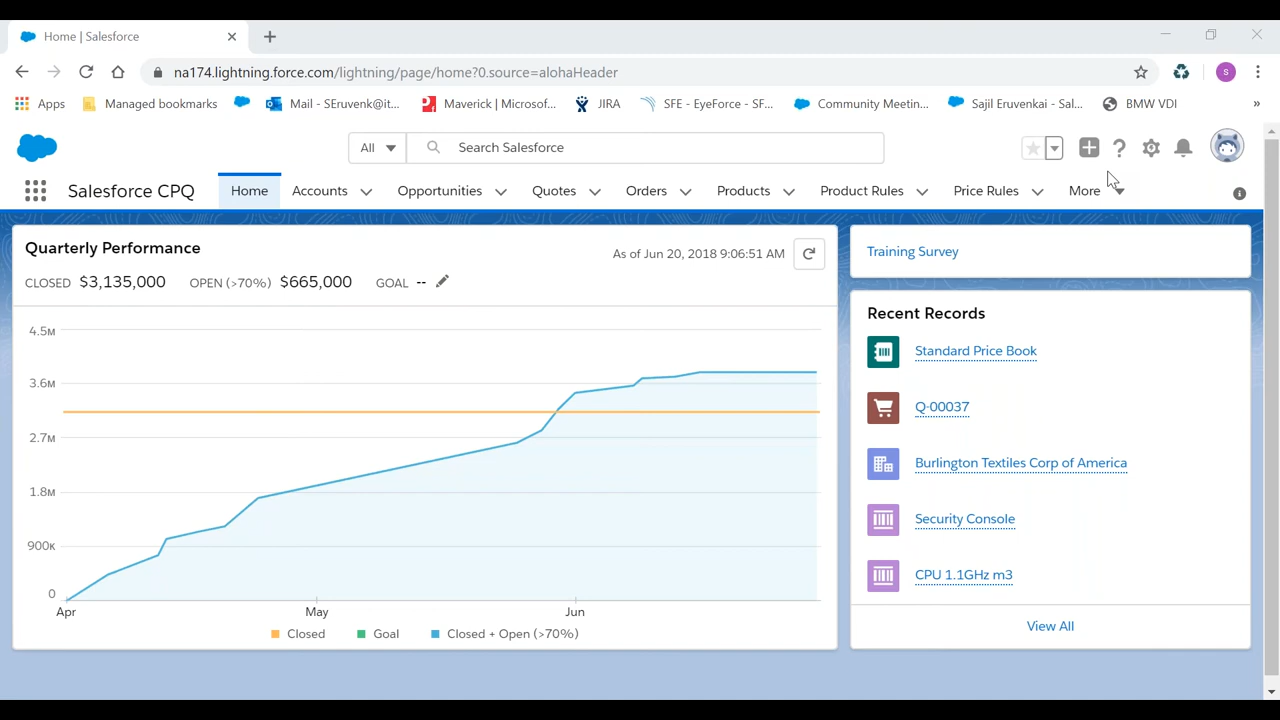 Home | Salesforce
na174.lightning.force.com/lightning/page/home?0.source=alohaHeader
S
Apps Managed bookmarks Mail - SEruvenk@it... Maverick | Microsof... JIRA SFE - EyeForce - SF... Community Meetin... Sajil Eruvenkai - Sal... BMW VDI »
All Search Salesforce
Salesforce CPQ Home Accounts Opportunities Quotes Orders Products Product Rules Price Rules More
Quarterly Performance
As of Jun 20, 2018 9:06:51 AM
CLOSED $3,135,000 OPEN (>70%) $665,000 GOAL --
4.5M
3.6M
2.7M
1.8M
900K
0
Apr May Jun
Closed Goal Closed + Open (>70%)
Training Survey
Recent Records
Standard Price Book
Q-00037
Burlington Textiles Corp of America
Security Console
CPU 1.1GHz m3
View All